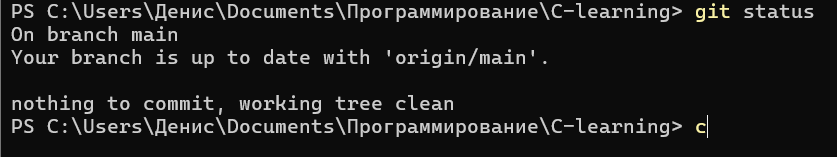 PS C:\Users\Денис\Documents\Программирование\C-learning> git status
On branch main
Your branch is up to date with 'origin/main'.

nothing to commit, working tree clean
PS C:\Users\Денис\Documents\Программирование\C-learning> c